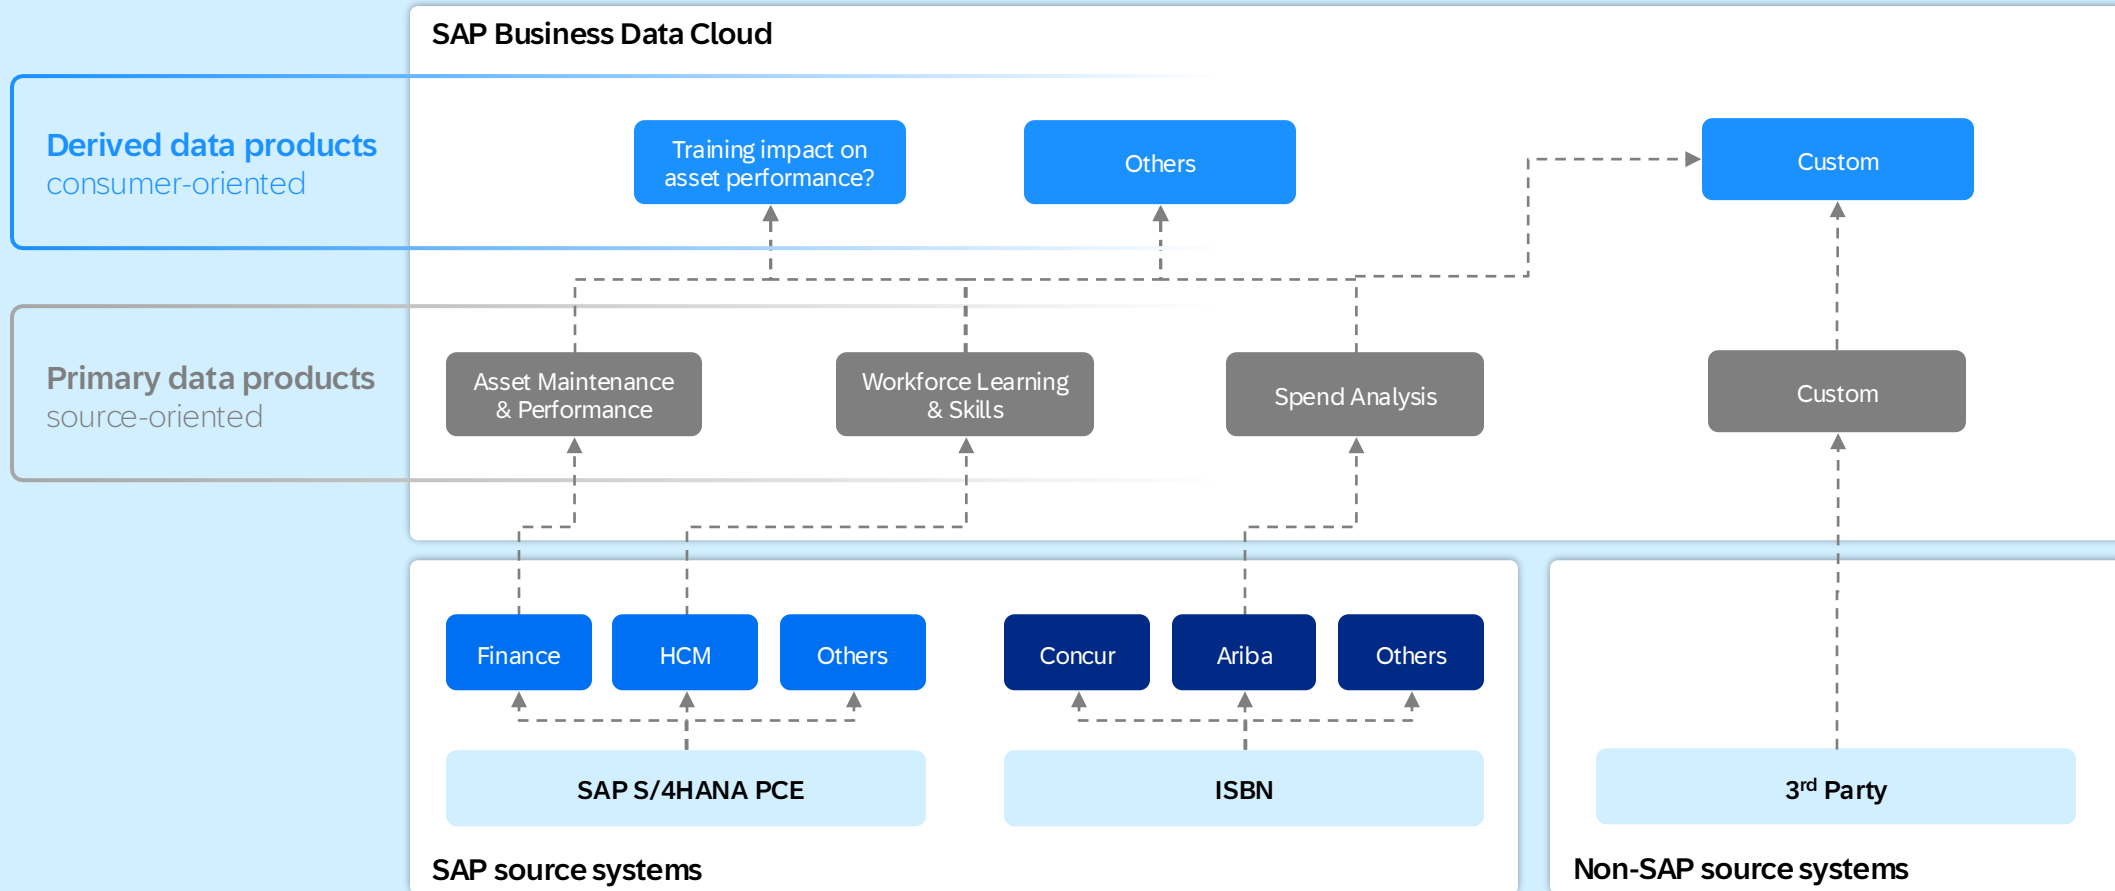 SAP Business Data Cloud
Derived data products
consumer-oriented
Training impact on
asset performance?
Others
Custom
Primary data products
source-oriented
Asset Maintenance
& Performance
Workforce Learning
& Skills
Spend Analysis
Custom
Finance
HCM
Others
Concur
Ariba
Others
SAP S/4HANA PCE
ISBN
3rd Party
SAP source systems
Non-SAP source systems